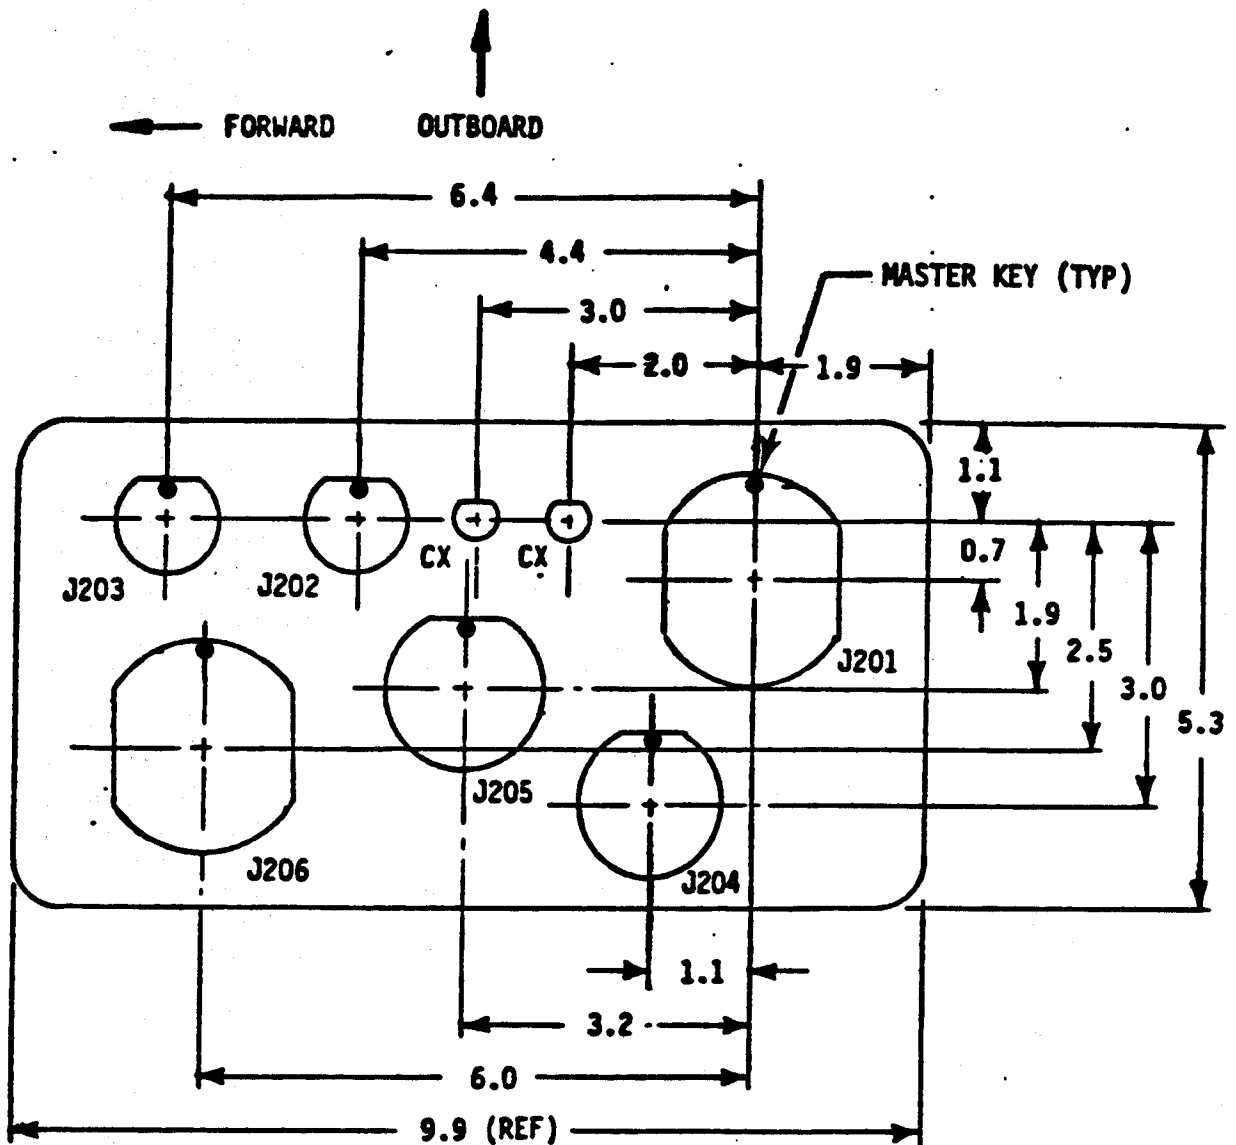 FORWARD OUTBOARD
6.4
4.4
MASTER KEY (TYP)
3.0
2.0 1.9
1.1
0.7
CX CX
J203 J202
1.9
2.5
J201
3.0
5.3
J205
J206
J204
1.1
3.2
6.0
9.9 (REF)